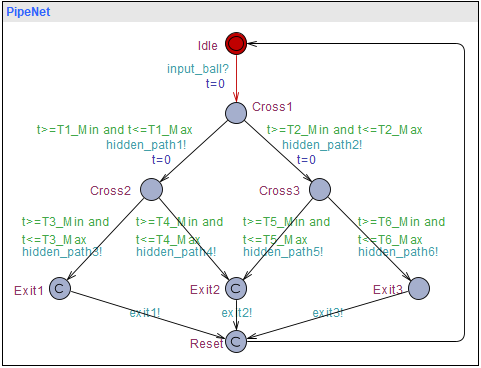 PipeNet
Idle
input_ball?
t=0
Cross1
t>=T1_Min and t<=T1_Max
t>=T2_Min and t<=T2_Max
hidden_path1!
hidden_path2!
t=0
t=0
Cross2
Cross3
t>=T3_Min and
t>=T4_Min and
t>=T5_Min and
t>=T6_Min and
t<=T3_Max
t<=T4_Max
t<=T5_Max
t<=T6_Max
hidden_path3!
hidden_path4!
hidden_path5!
hidden_path6!
Exit1
C
Exit2
C
Exit3
exit1!
exit2!
exit3!
Reset
C